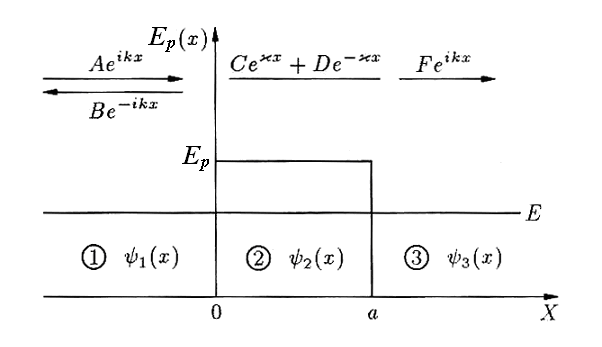 E_p(x)
Ae^{ikx} Ce^{ϰx} + De^{-ϰx} Fe^{ikx}
Be^{-ikx}
E_p
E
① ψ_1(x) ② ψ_2(x) ③ ψ_3(x)
0 a X